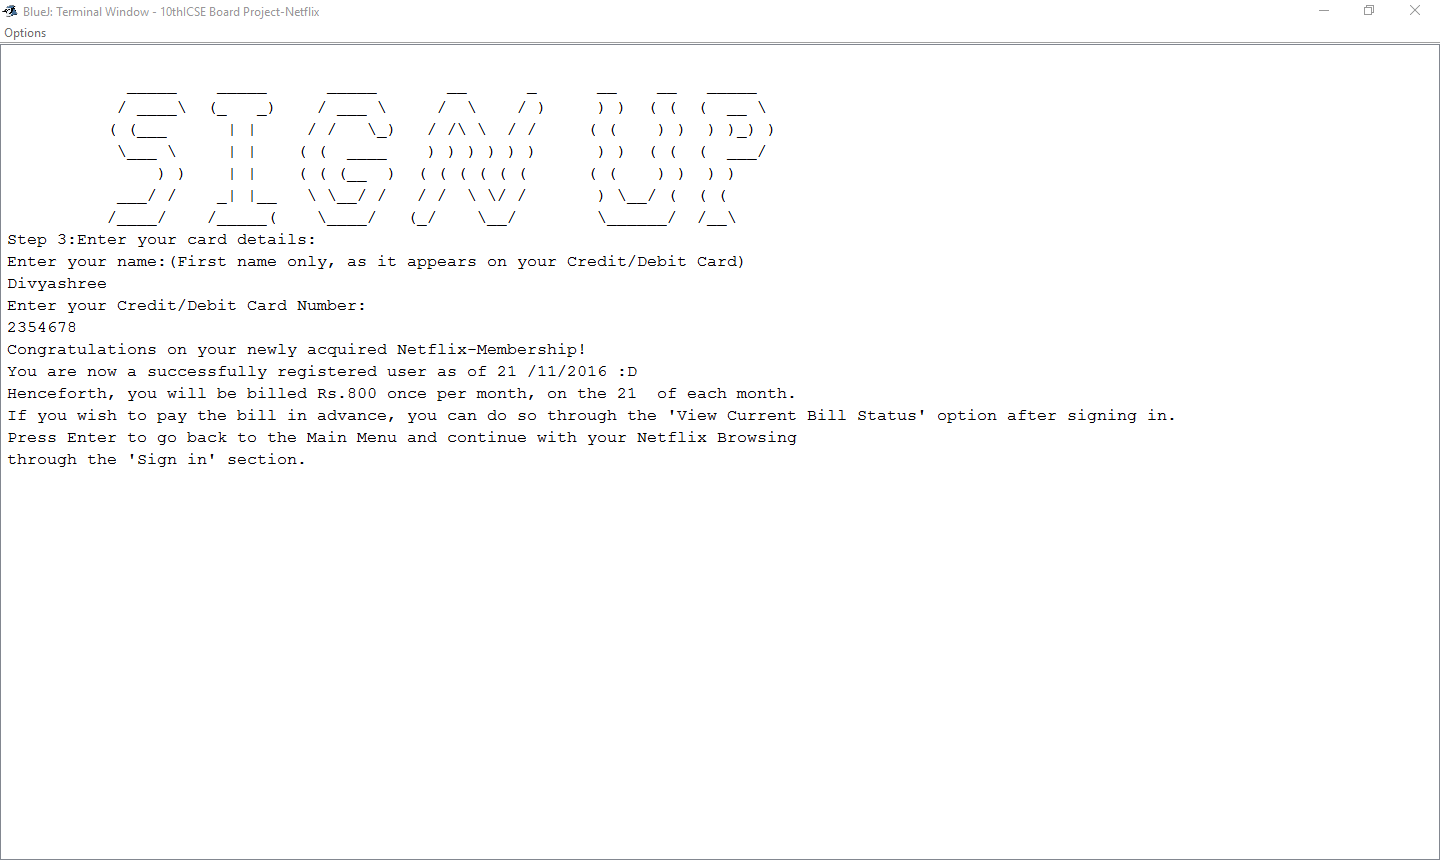 BlueJ: Terminal Window - 10thICSE Board Project-Netflix
Options
SIGN UP
Step 3:Enter your card details:
Enter your name:(First name only, as it appears on your Credit/Debit Card)
Divyashree
Enter your Credit/Debit Card Number:
2354678
Congratulations on your newly acquired Netflix-Membership!
You are now a successfully registered user as of 21 /11/2016 :D
Henceforth, you will be billed Rs.800 once per month, on the 21  of each month.
If you wish to pay the bill in advance, you can do so through the 'View Current Bill Status' option after signing in.
Press Enter to go back to the Main Menu and continue with your Netflix Browsing
through the 'Sign in' section.